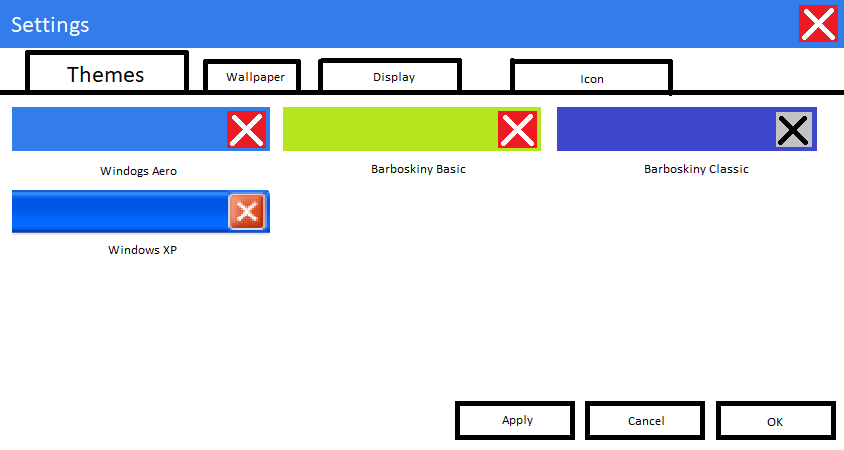 Settings
Themes
Wallpaper
Display
Icon
Windogs Aero
Barboskiny Basic
Barboskiny Classic
Windows XP
Apply
Cancel
OK